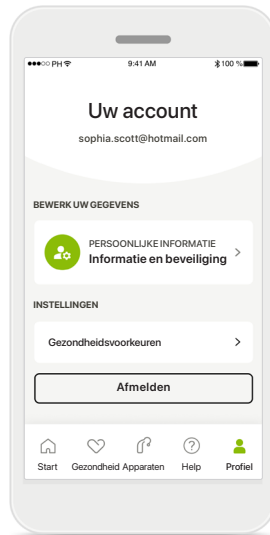 PH 9:41 AM 100 %
Uw account
sophia.scott@hotmail.com
BEWERK UW GEGEVENS
PERSOONLIJKE INFORMATIE
Informatie en beveiliging
INSTELLINGEN
Gezondheidsvoorkeuren
Afmelden
Start Gezondheid Apparaten Help Profiel